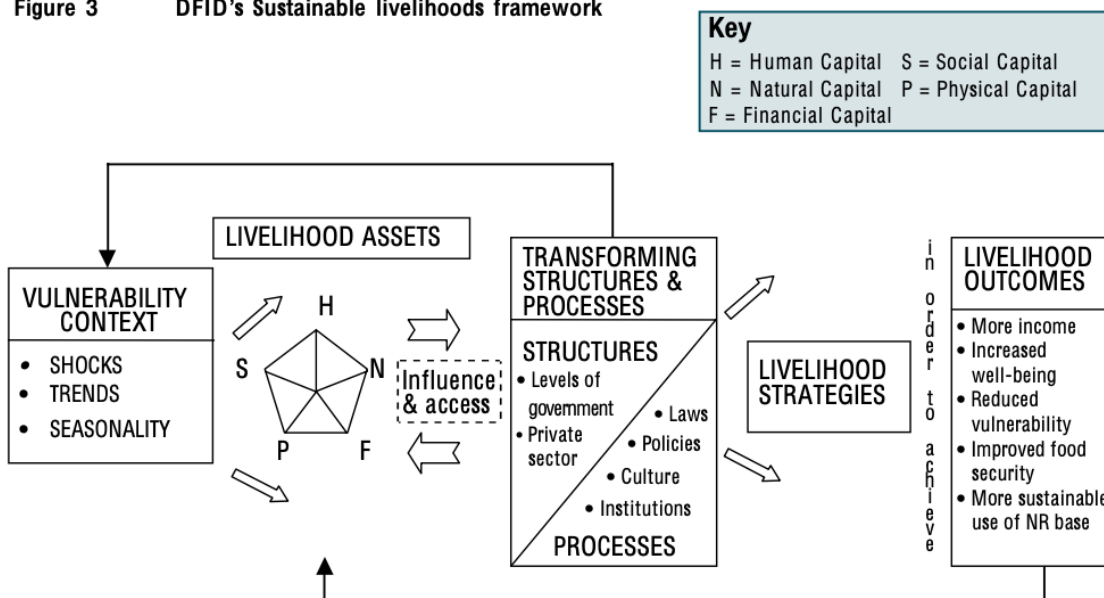 Figure 3 DFID's Sustainable livelihoods framework
Key
H = Human Capital S = Social Capital
N = Natural Capital P = Physical Capital
F = Financial Capital
LIVELIHOOD ASSETS
VULNERABILITY
CONTEXT
• SHOCKS
• TRENDS
• SEASONALITY
H
S
N
P
F
Influence
& access
TRANSFORMING
STRUCTURES &
PROCESSES
STRUCTURES
• Levels of
government
• Private
sector
• Laws
• Policies
• Culture
• Institutions
PROCESSES
LIVELIHOOD
STRATEGIES
in order to achieve
LIVELIHOOD
OUTCOMES
• More income
• Increased
well-being
• Reduced
vulnerability
• Improved food
security
• More sustainable
use of NR base